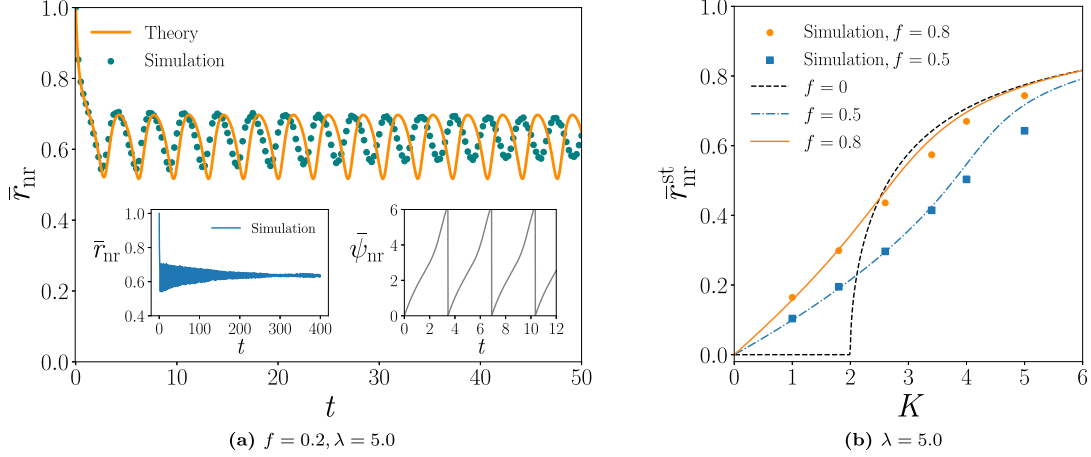 1.0
0.8
0.6
0.4
0.2
0.0
r̄nr
Theory
Simulation
1.0
0.8
0.6
0.4
r̄nr
Simulation
0 100 200 300 400
t
6
4
2
0
ψ̄nr
0 2 4 6 8 10 12
t
0 10 20 30 40 50
t
(a) f = 0.2, λ = 5.0
1.0
0.8
0.6
0.4
0.2
0.0
r̄nr^st
Simulation, f = 0.8
Simulation, f = 0.5
f = 0
f = 0.5
f = 0.8
0 1 2 3 4 5 6
K
(b) λ = 5.0